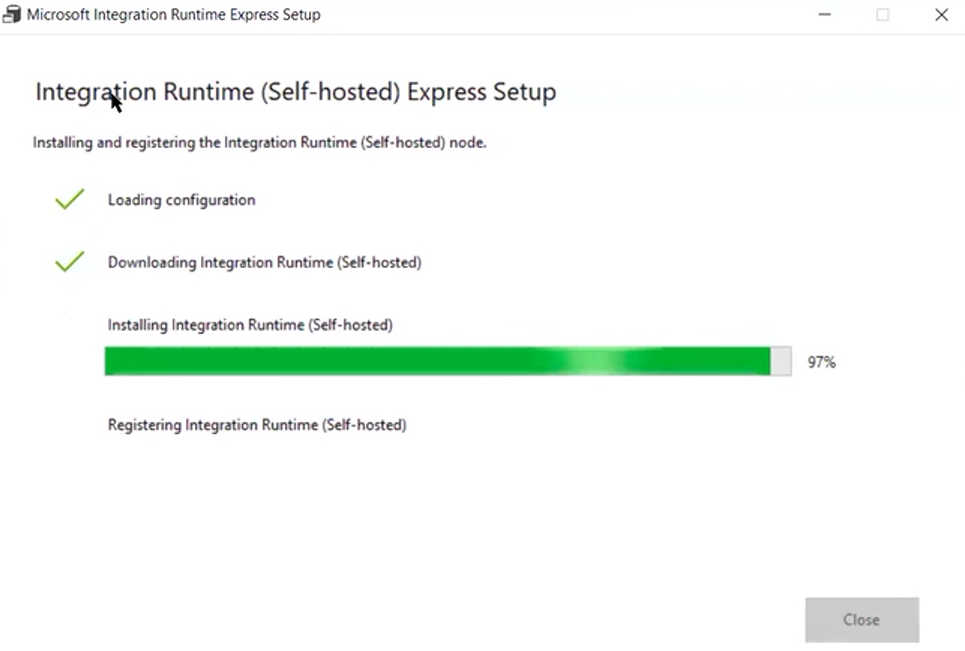 Microsoft Integration Runtime Express Setup
Integration Runtime (Self-hosted) Express Setup
Installing and registering the Integration Runtime (Self-hosted) node.
Loading configuration
Downloading Integration Runtime (Self-hosted)
Installing Integration Runtime (Self-hosted)
97%
Registering Integration Runtime (Self-hosted)
Close